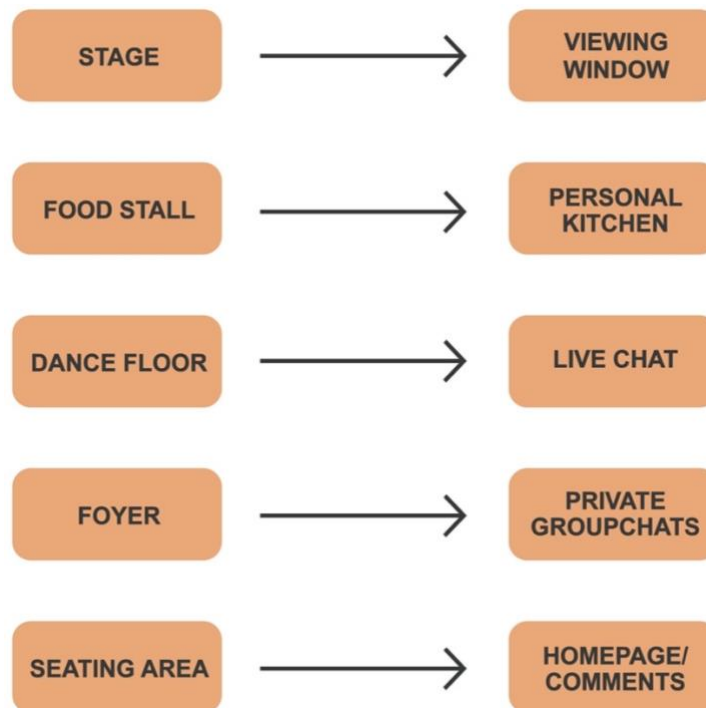 STAGE
VIEWING
WINDOW
FOOD STALL
PERSONAL
KITCHEN
DANCE FLOOR
LIVE CHAT
FOYER
PRIVATE
GROUPCHATS
SEATING AREA
HOMEPAGE/
COMMENTS